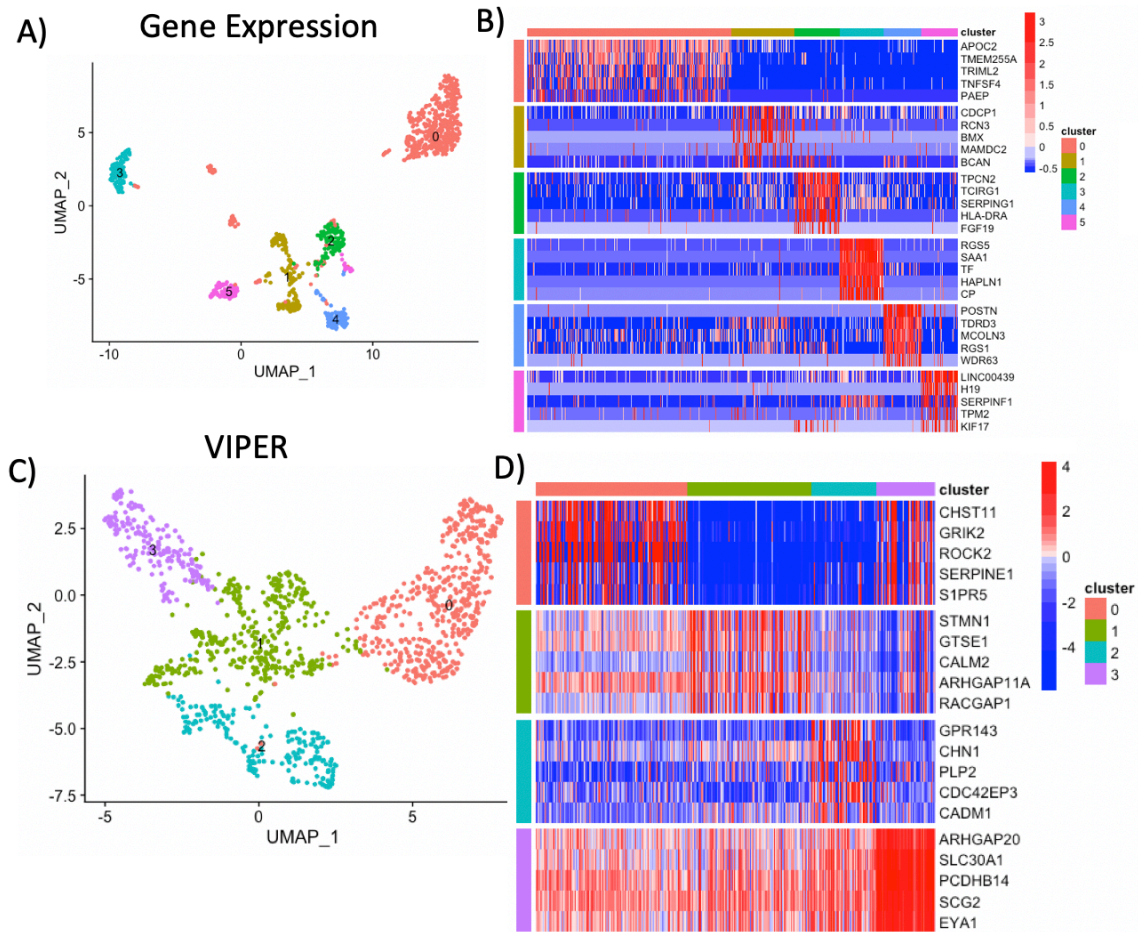 A)
Gene Expression
5
0
-5
-10
0
10
UMAP_2
UMAP_1
0
1
2
3
4
5
B)
cluster
APOC2
TMEM255A
TRIML2
TNFSF4
PAEP
CDCP1
RCN3
BMX
MAMDC2
BCAN
TPCN2
TCIRG1
SERPING1
HLA-DRA
FGF19
RGS5
SAA1
TF
HAPLN1
CP
POSTN
TDRD3
MCOLN3
RGS1
WDR63
LINC00439
H19
SERPINF1
TPM2
KIF17
3
2.5
2
1.5
1
0.5
0
-0.5
cluster
0
1
2
3
4
5
VIPER
C)
2.5
0.0
-2.5
-5.0
-7.5
-5
0
5
UMAP_2
UMAP_1
3
0
1
2
D)
cluster
CHST11
GRIK2
ROCK2
SERPINE1
S1PR5
STMN1
GTSE1
CALM2
ARHGAP11A
RACGAP1
GPR143
CHN1
PLP2
CDC42EP3
CADM1
ARHGAP20
SLC30A1
PCDHB14
SCG2
EYA1
4
2
0
-2
-4
cluster
0
1
2
3